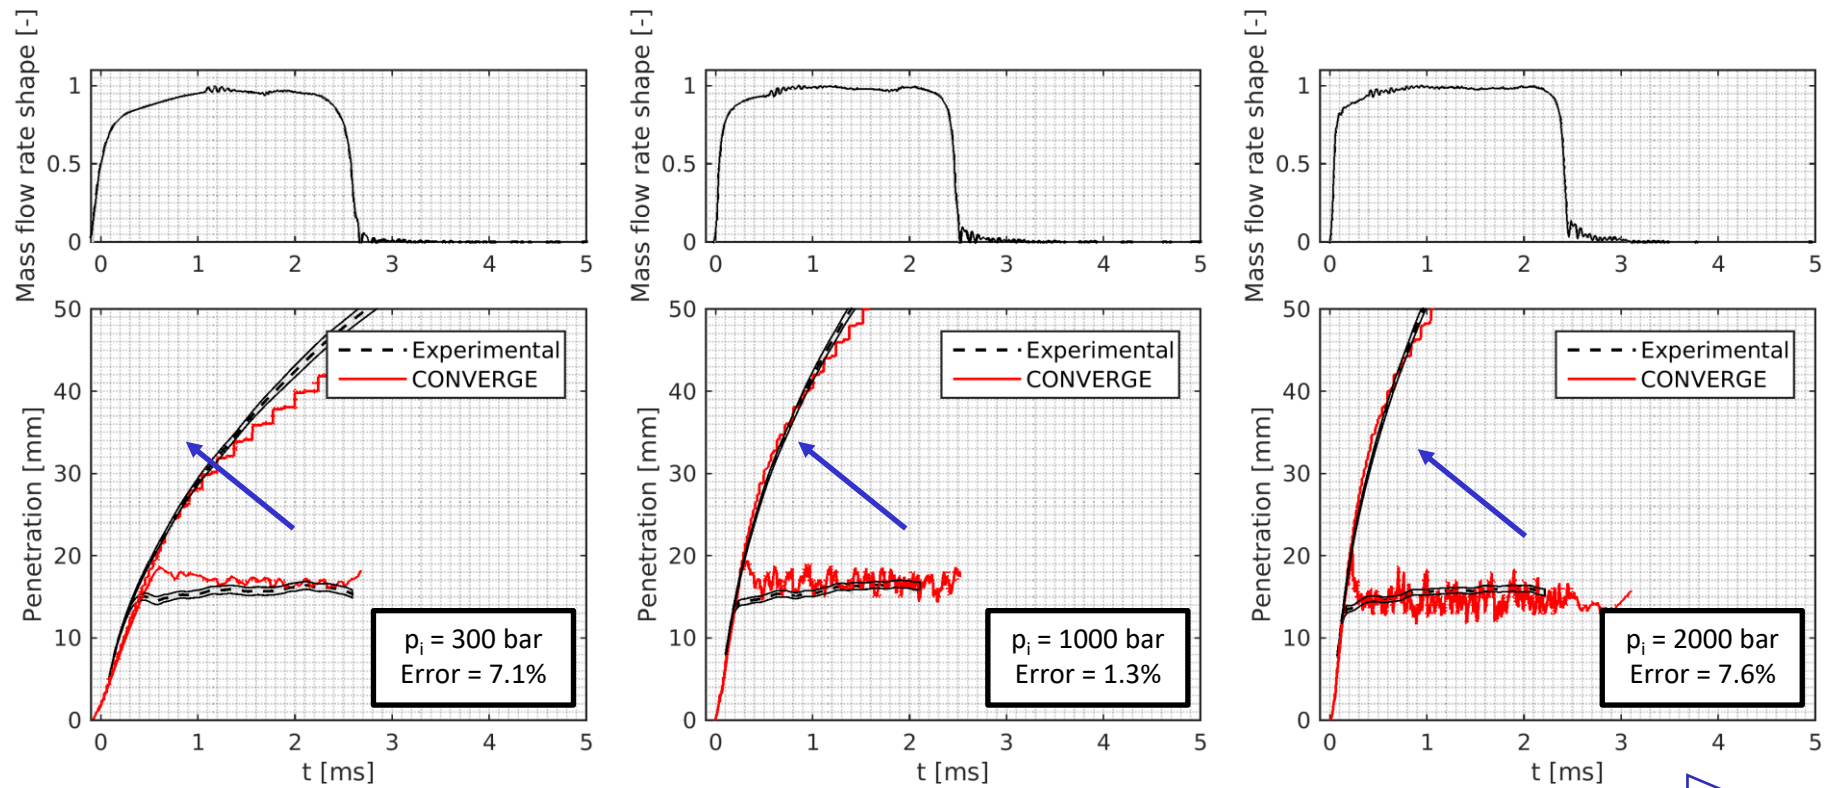 Mass flow rate shape [-]
1
0.5
0
0 1 2 3 4 5
Mass flow rate shape [-]
1
0.5
0
0 1 2 3 4 5
Mass flow rate shape [-]
1
0.5
0
0 1 2 3 4 5
Penetration [mm]
50
40
30
20
10
0
Experimental
CONVERGE
pi = 300 bar
Error = 7.1%
0 1 2 3 4 5
t [ms]
Penetration [mm]
50
40
30
20
10
0
Experimental
CONVERGE
pi = 1000 bar
Error = 1.3%
0 1 2 3 4 5
t [ms]
Penetration [mm]
50
40
30
20
10
0
Experimental
CONVERGE
pi = 2000 bar
Error = 7.6%
0 1 2 3 4 5
t [ms]